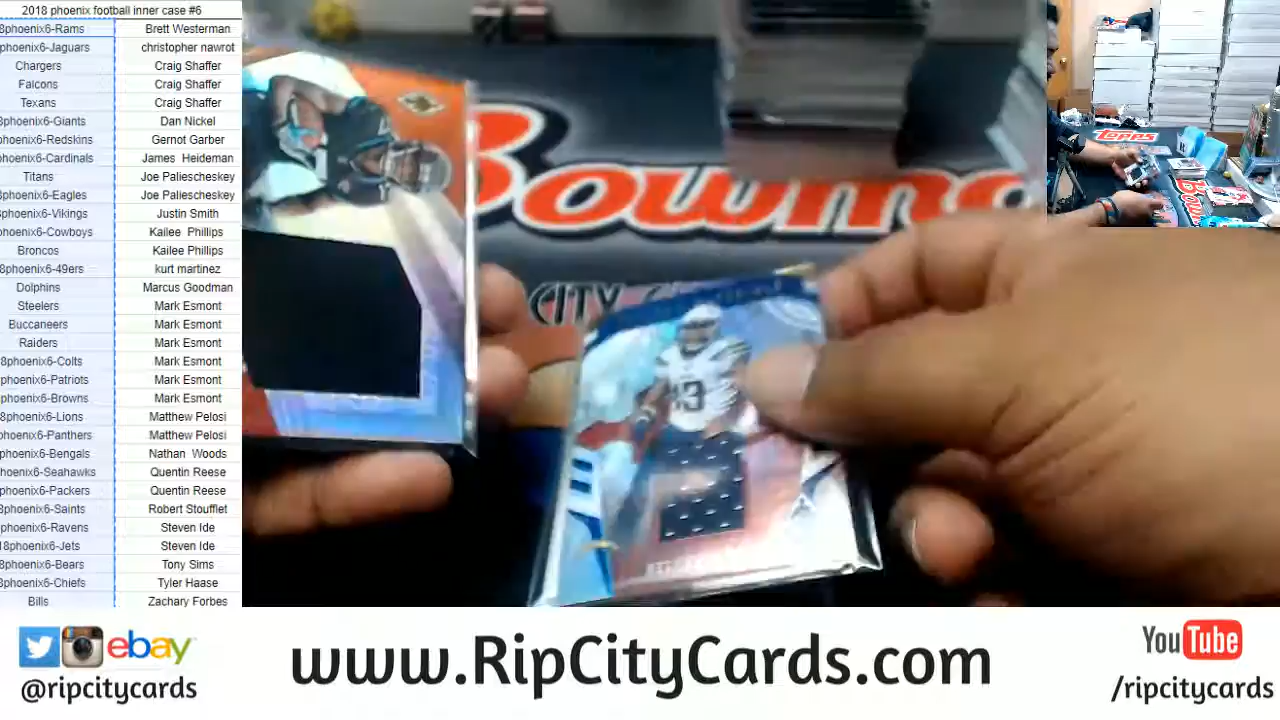 2018 phoenix football inner case #6
8phoenix6-Rams Brett Westerman
phoenix6-Jaguars christopher nawrot
Chargers Craig Shaffer
Falcons Craig Shaffer
Texans Craig Shaffer
8phoenix6-Giants Dan Nickel
phoenix6-Redskins Gernot Garber
phoenix6-Cardinals James Heideman
Titans Joe Paliescheskey
8phoenix6-Eagles Joe Paliescheskey
8phoenix6-Vikings Justin Smith
phoenix6-Cowboys Kailee Phillips
Broncos Kailee Phillips
8phoenix6-49ers kurt martinez
Dolphins Marcus Goodman
Steelers Mark Esmont
Buccaneers Mark Esmont
Raiders Mark Esmont
8phoenix6-Colts Mark Esmont
phoenix6-Patriots Mark Esmont
phoenix6-Browns Mark Esmont
8phoenix6-Lions Matthew Pelosi
phoenix6-Panthers Matthew Pelosi
phoenix6-Bengals Nathan Woods
hoenix6-Seahawks Quentin Reese
phoenix6-Packers Quentin Reese
8phoenix6-Saints Robert Stoufflet
phoenix6-Ravens Steven Ide
18phoenix6-Jets Steven Ide
8phoenix6-Bears Tony Sims
8phoenix6-Chiefs Tyler Haase
Bills Zachary Forbes
Bowma
CITY
13
Topps
ebay
@ripcitycards
www.RipCityCards.com
YouTube
/ripcitycards